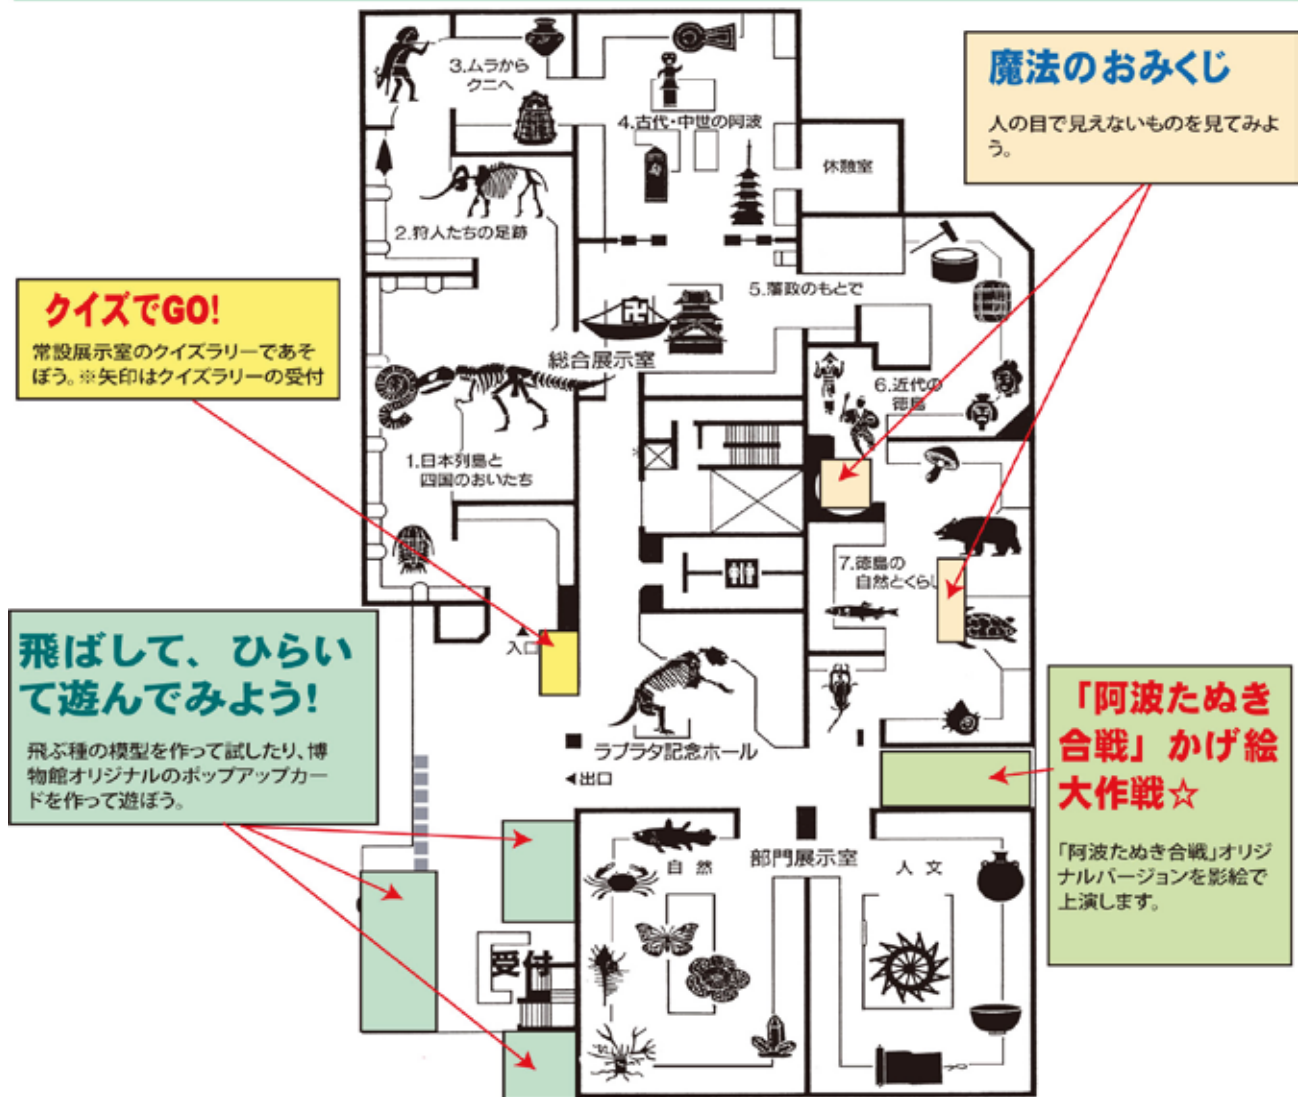 魔法のおみくじ
人の目で見えないものを見てみよ
う。
3.ムラから
クニへ
4.古代・中世の阿波
休憩室
2.狩人たちの足跡
5.藩政のもとで
クイズでGO!
常設展示室のクイズラリーであそ
ぼう。※矢印はクイズラリーの受付
総合展示室
6.近代の
徳島
1.日本列島と
四国のおいたち
7.徳島の
自然とくらし
飛ばして、ひらい
て遊んでみよう!
飛ぶ種の模型を作って試したり、博
物館オリジナルのポップアップカー
ドを作って遊ぼう。
▲
入口
ラプラタ記念ホール
◀出口
「阿波たぬき
合戦」かげ絵
大作戦☆
「阿波たぬき合戦」オリジ
ナルバージョンを影絵で
上演します。
部門展示室
自然
人文
受付